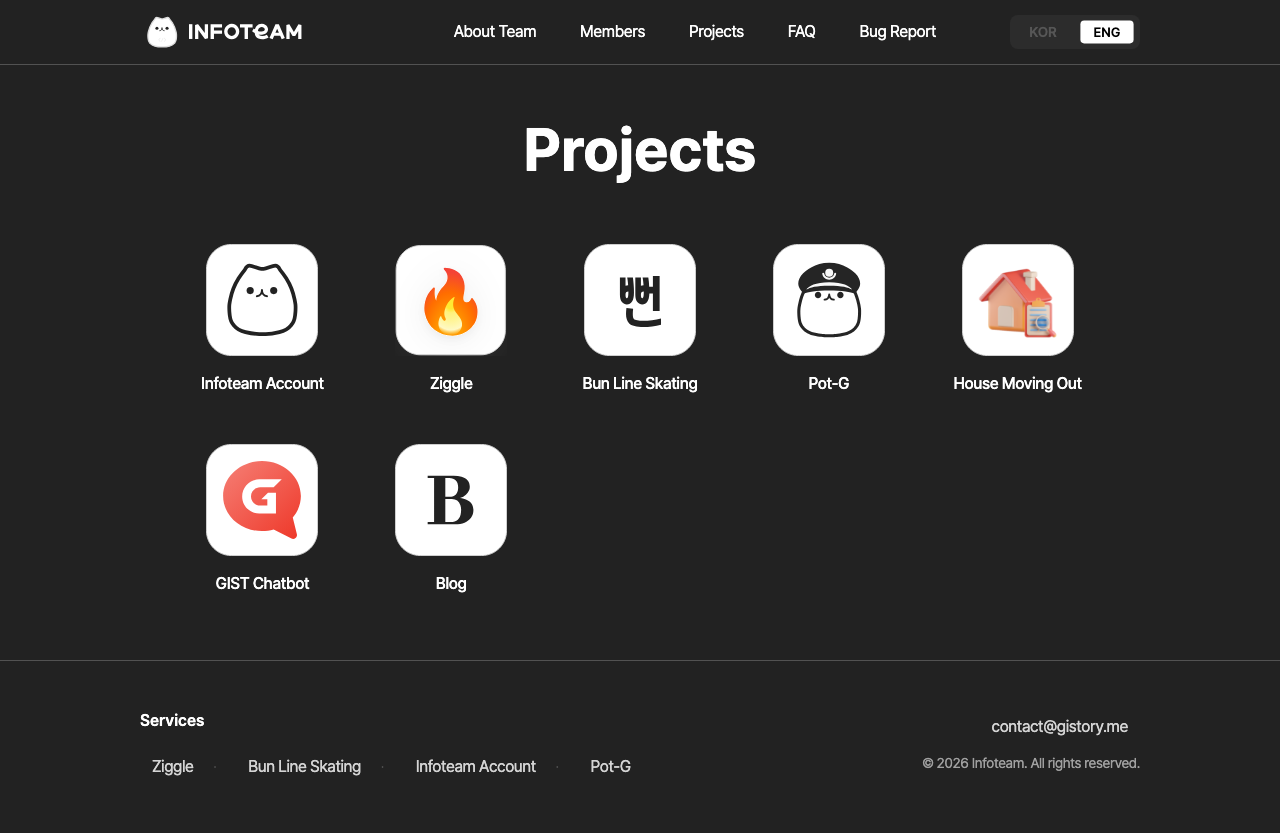 INFOTEAM
About Team
Members
Projects
FAQ
Bug Report
KOR
ENG
Projects
뻔
Infoteam Account
Ziggle
Bun Line Skating
Pot-G
House Moving Out
G
B
GIST Chatbot
Blog
Services
contact@gistory.me
Ziggle · Bun Line Skating · Infoteam Account · Pot-G
© 2026 Infoteam. All rights reserved.